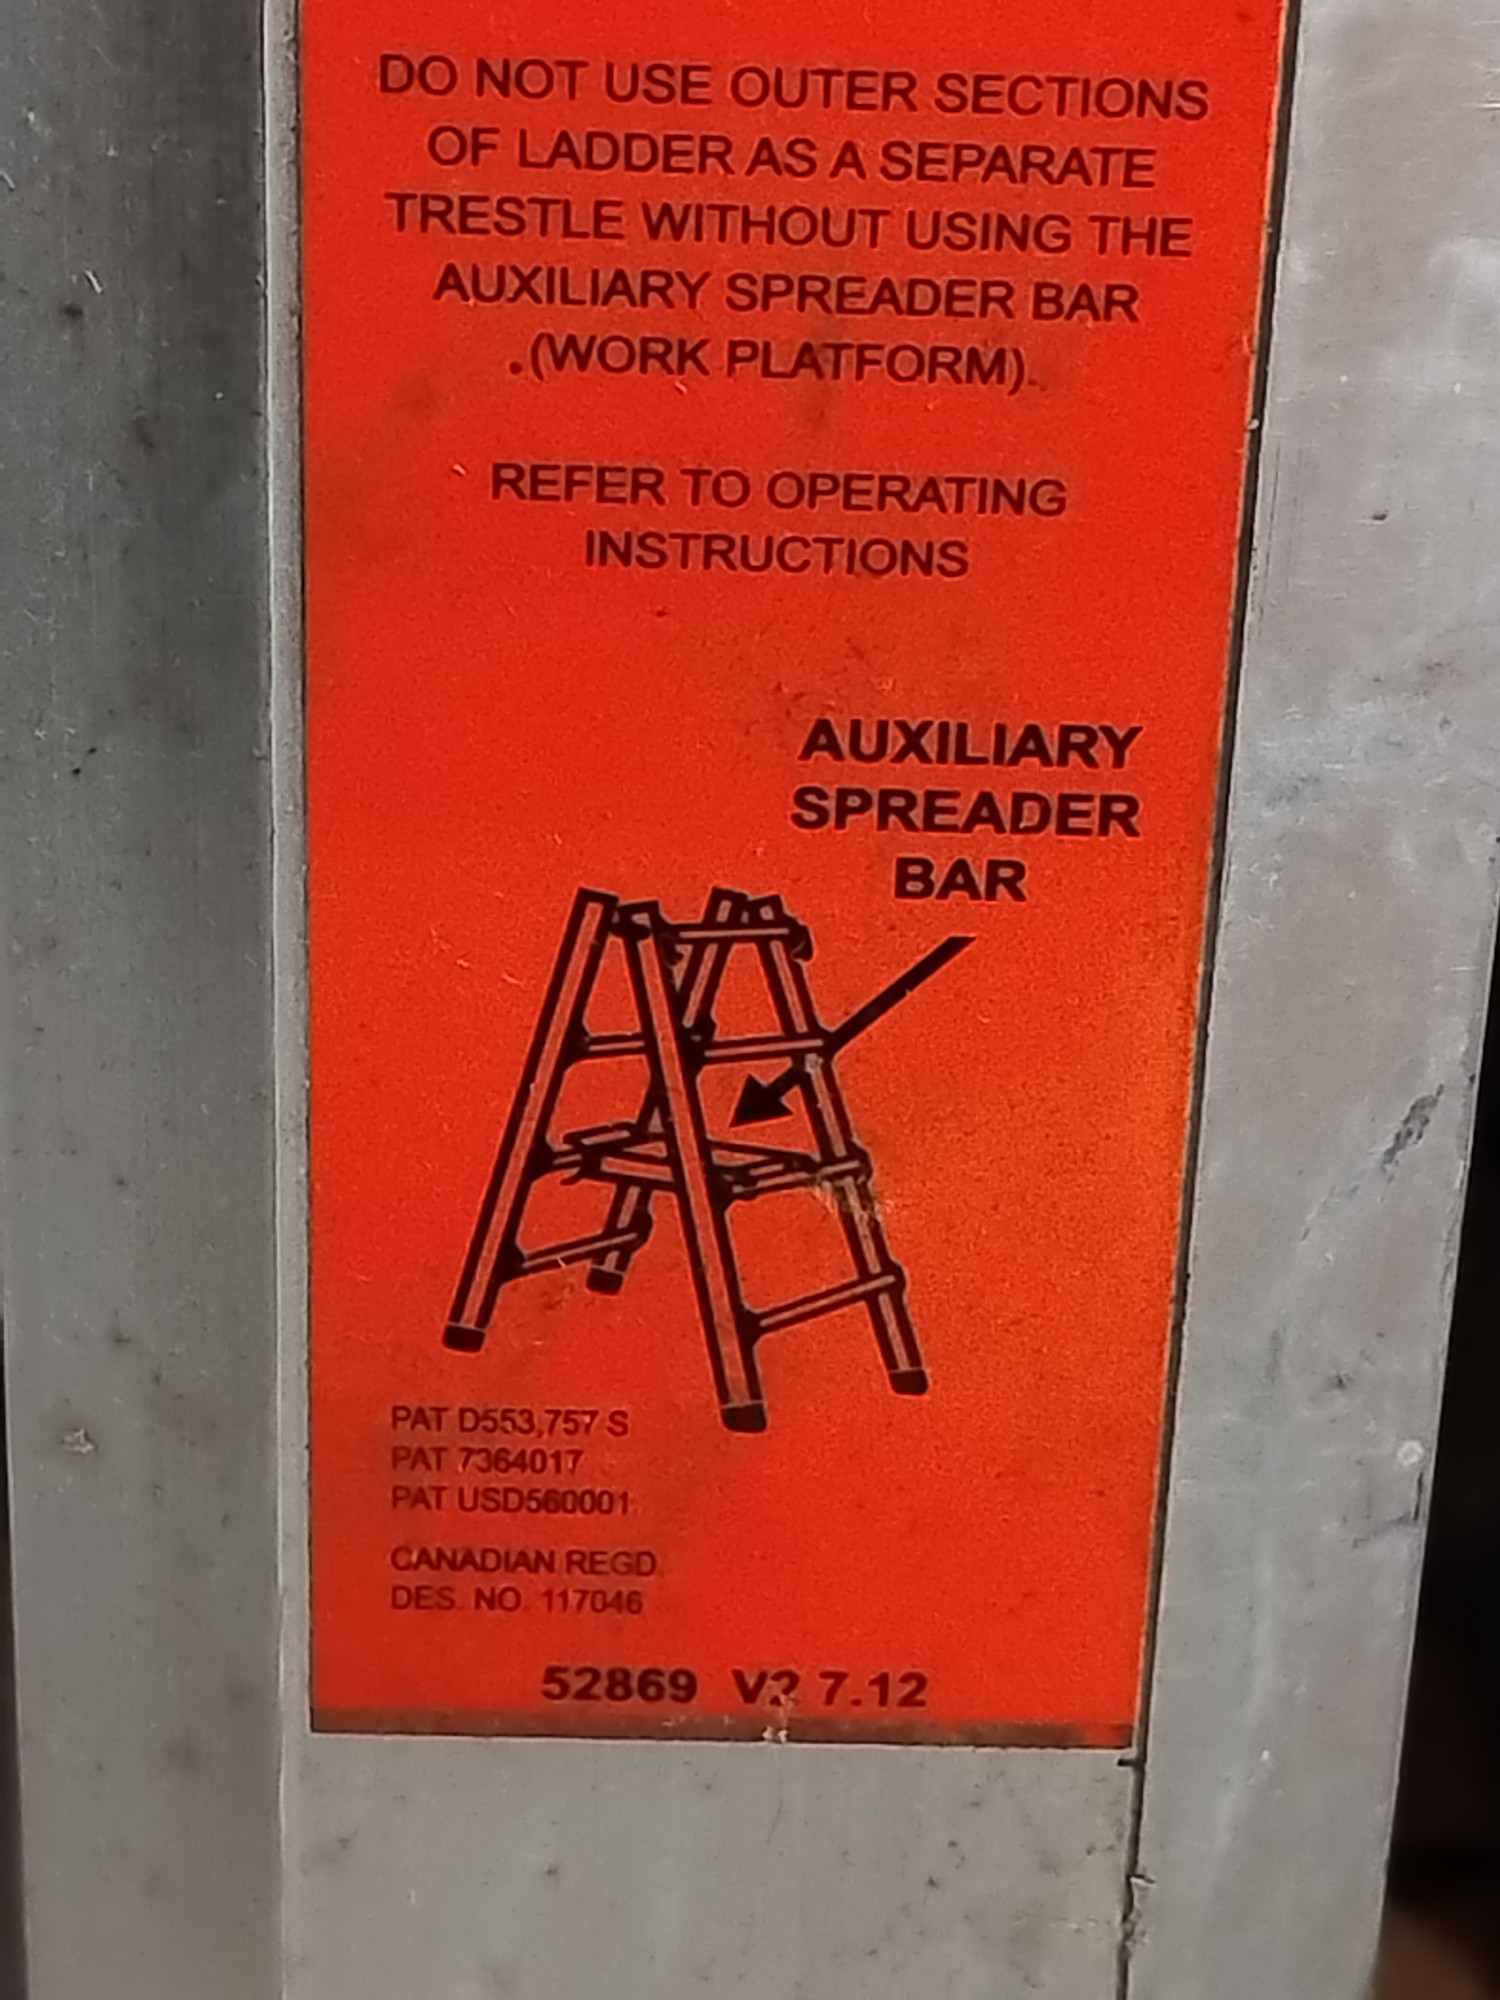 DO NOT USE OUTER SECTIONS
OF LADDER AS A SEPARATE
TRESTLE WITHOUT USING THE
AUXILIARY SPREADER BAR
.(WORK PLATFORM).
REFER TO OPERATING
INSTRUCTIONS
AUXILIARY
SPREADER
BAR
PAT D553,757 S
PAT 7364017
PAT USD560001
CANADIAN REGD.
DES. NO. 117046
52869 V2 7.12